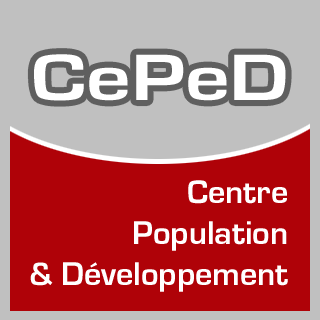 CePeD
Centre
Population
& Développement